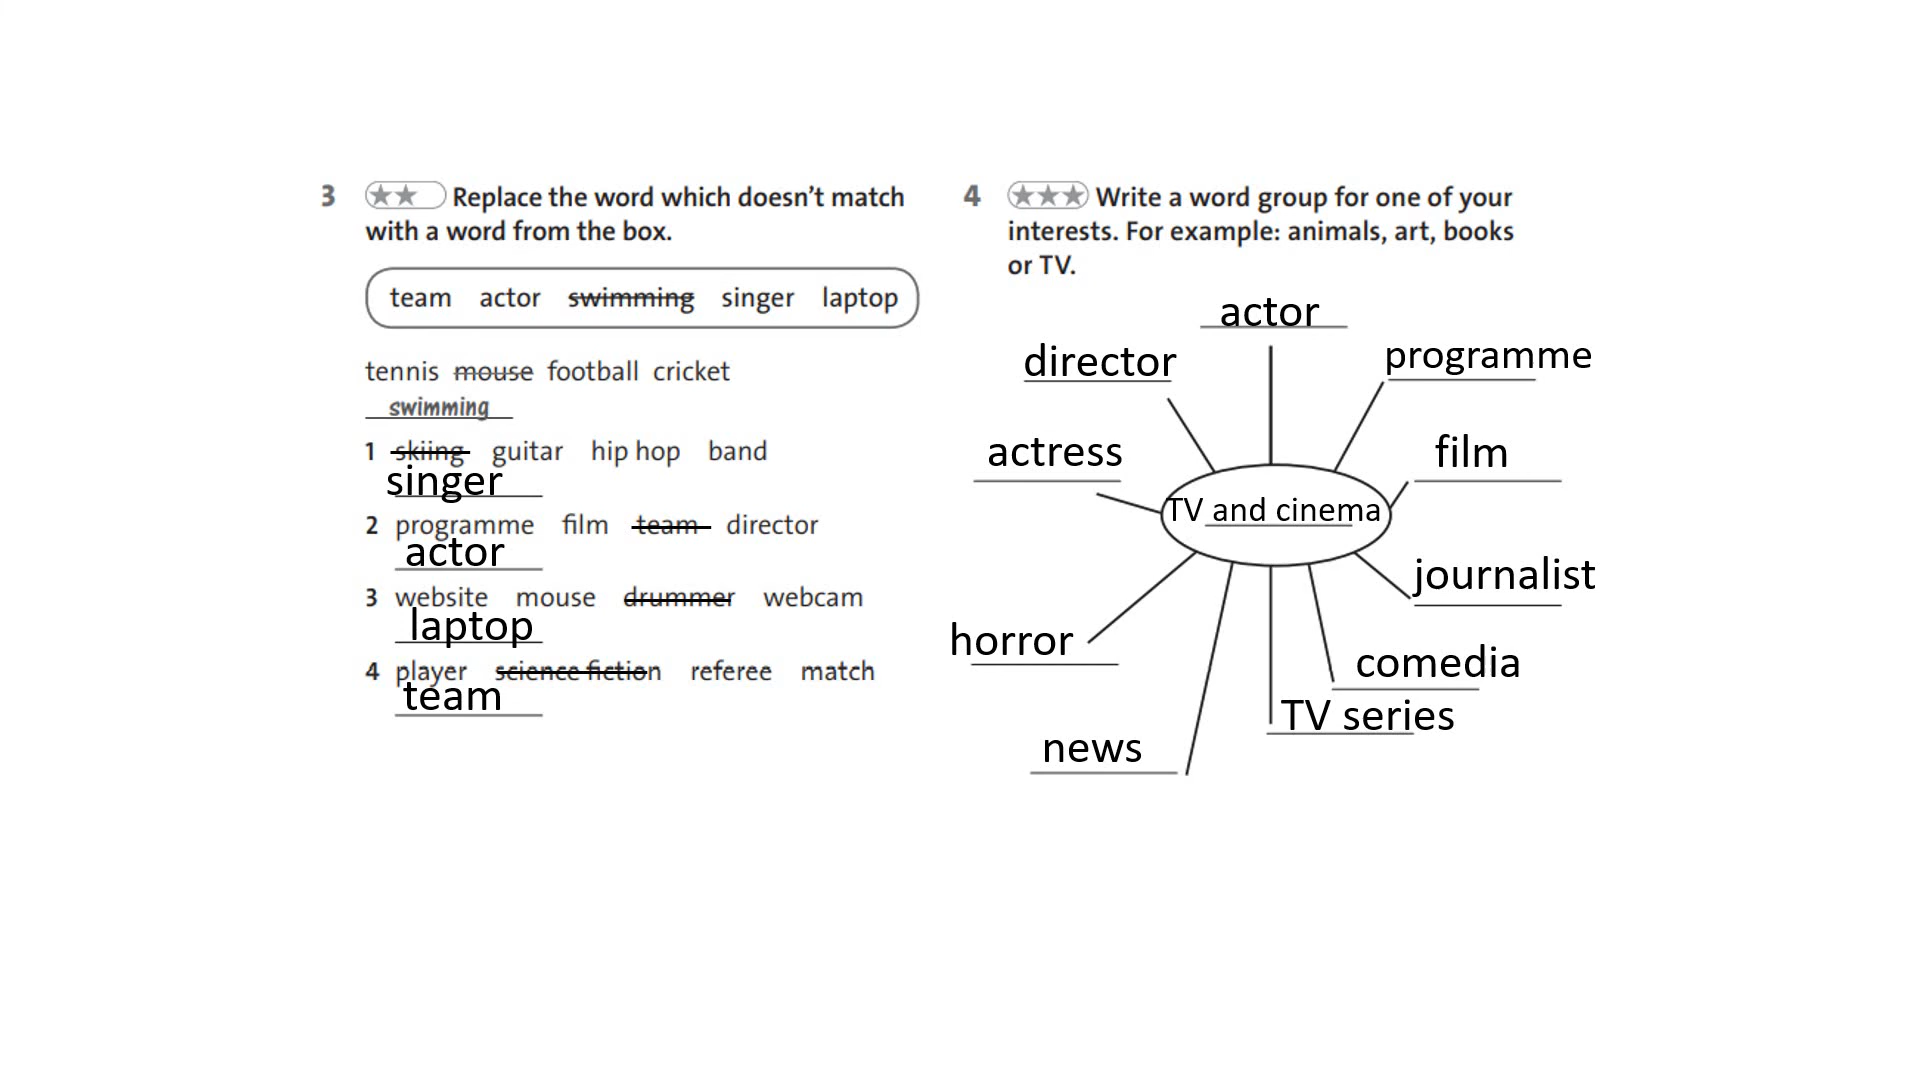 3 ★★ Replace the word which doesn't match
with a word from the box.
team actor swimming singer laptop
tennis mouse football cricket
swimming
1 skiing guitar hip hop band
singer
2 programme film team director
actor
3 website mouse drummer webcam
laptop
4 player science fiction referee match
team
4 ★★★ Write a word group for one of your
interests. For example: animals, art, books
or TV.
actor
director
programme
actress
film
TV and cinema
journalist
horror
comedia
TV series
news